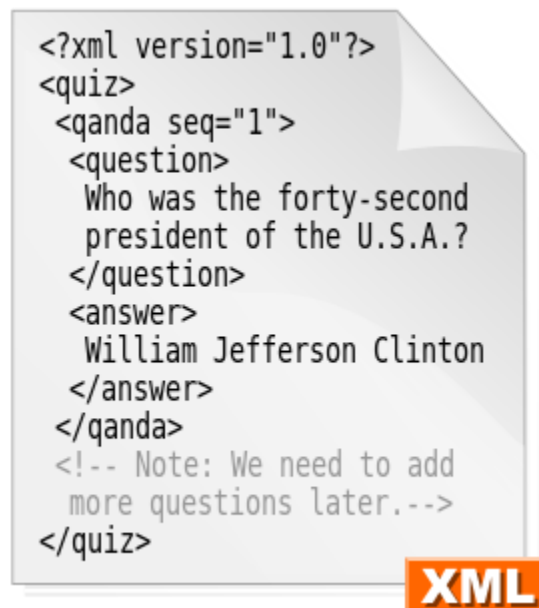 <?xml version="1.0"?>
<quiz>
<qanda seq="1">
<question>
Who was the forty-second
president of the U.S.A.?
</question>
<answer>
William Jefferson Clinton
</answer>
</qanda>
<!-- Note: We need to add
more questions later.-->
</quiz>
XML